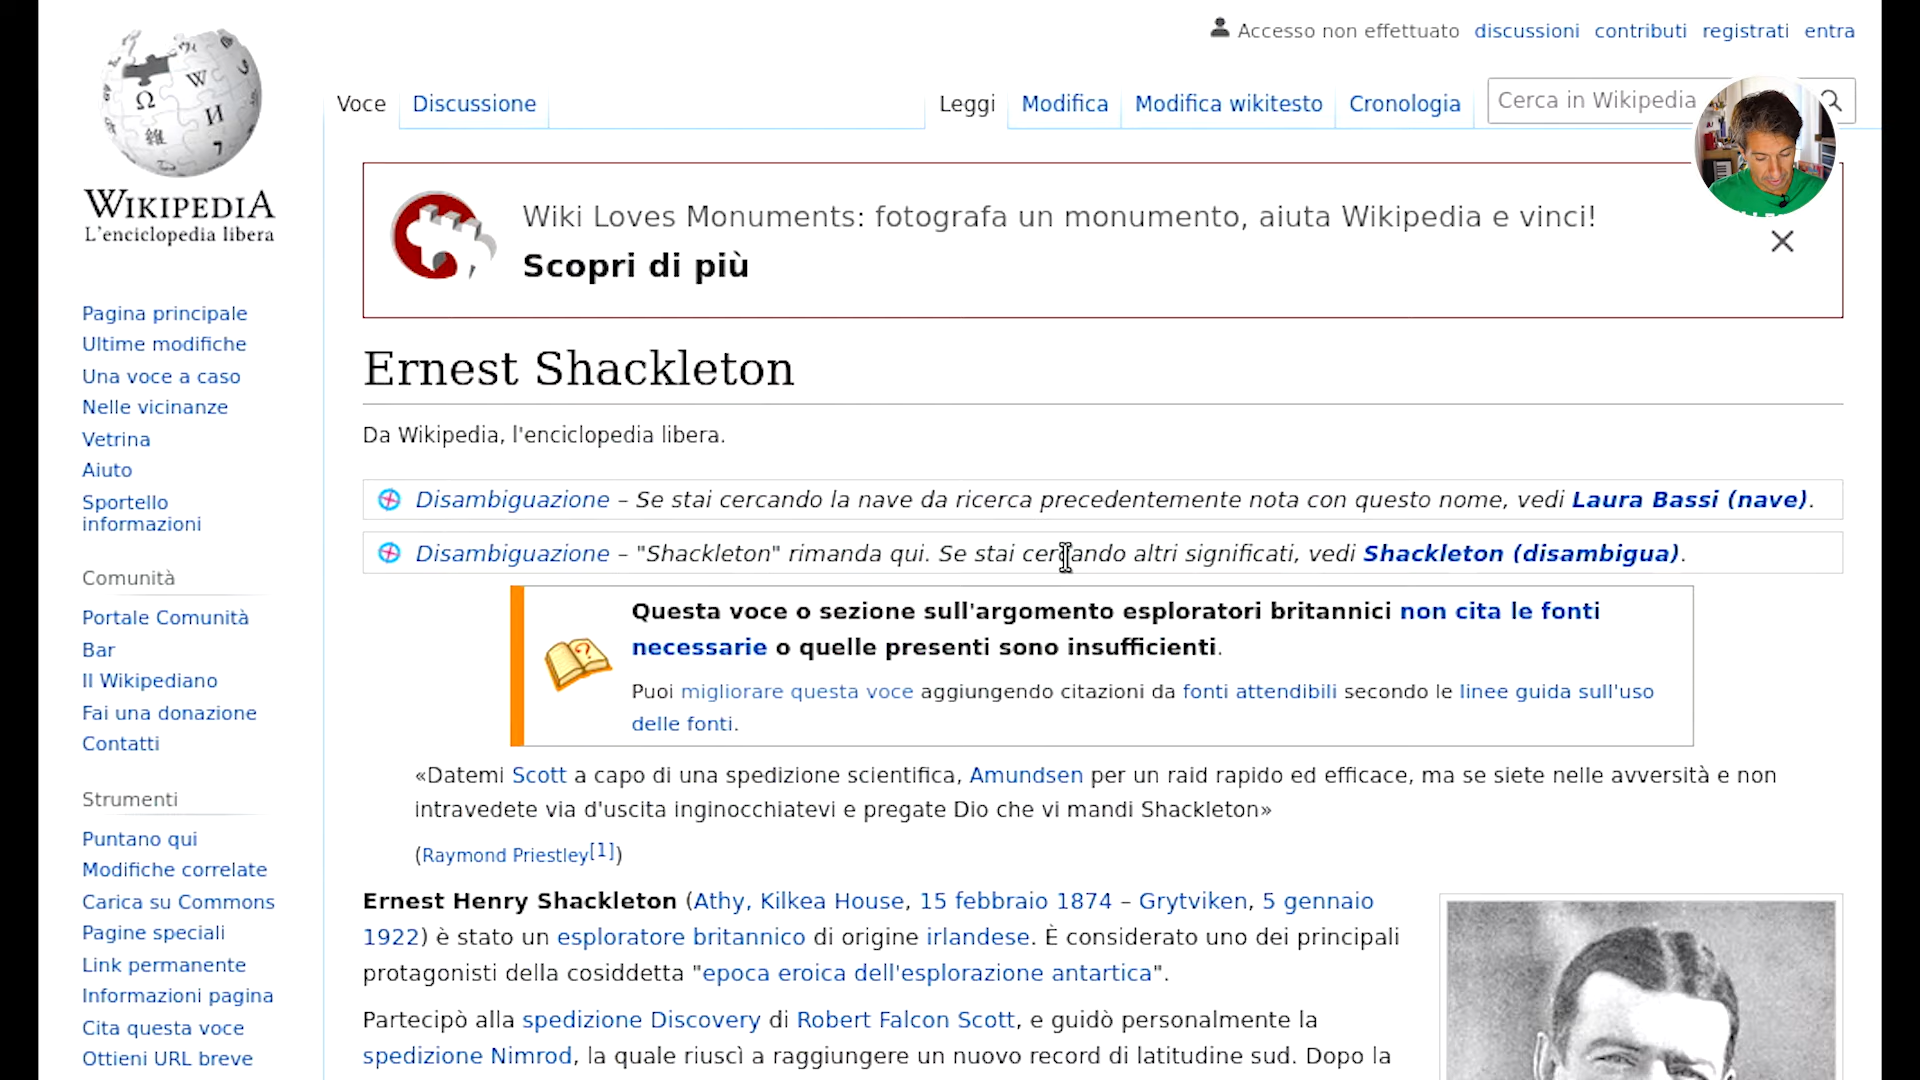 Accesso non effettuato discussioni contributi registrati entra
Voce Discussione Leggi Modifica Modifica wikitesto Cronologia Cerca in Wikipedia
WIKIPEDIA
L'enciclopedia libera
Pagina principale
Ultime modifiche
Una voce a caso
Nelle vicinanze
Vetrina
Aiuto
Sportello
informazioni
Comunità
Portale Comunità
Bar
Il Wikipediano
Fai una donazione
Contatti
Strumenti
Puntano qui
Modifiche correlate
Carica su Commons
Pagine speciali
Link permanente
Informazioni pagina
Cita questa voce
Ottieni URL breve
Wiki Loves Monuments: fotografa un monumento, aiuta Wikipedia e vinci!
Scopri di più
Ernest Shackleton
Da Wikipedia, l'enciclopedia libera.
Disambiguazione – Se stai cercando la nave da ricerca precedentemente nota con questo nome, vedi Laura Bassi (nave).
Disambiguazione – "Shackleton" rimanda qui. Se stai cercando altri significati, vedi Shackleton (disambigua).
Questa voce o sezione sull'argomento esploratori britannici non cita le fonti
necessarie o quelle presenti sono insufficienti.
Puoi migliorare questa voce aggiungendo citazioni da fonti attendibili secondo le linee guida sull'uso
delle fonti.
«Datemi Scott a capo di una spedizione scientifica, Amundsen per un raid rapido ed efficace, ma se siete nelle avversità e non
intravedete via d'uscita inginocchiatevi e pregate Dio che vi mandi Shackleton»
(Raymond Priestley[1])
Ernest Henry Shackleton (Athy, Kilkea House, 15 febbraio 1874 – Grytviken, 5 gennaio
1922) è stato un esploratore britannico di origine irlandese. È considerato uno dei principali
protagonisti della cosiddetta "epoca eroica dell'esplorazione antartica".
Partecipò alla spedizione Discovery di Robert Falcon Scott, e guidò personalmente la
spedizione Nimrod, la quale riuscì a raggiungere un nuovo record di latitudine sud. Dopo la